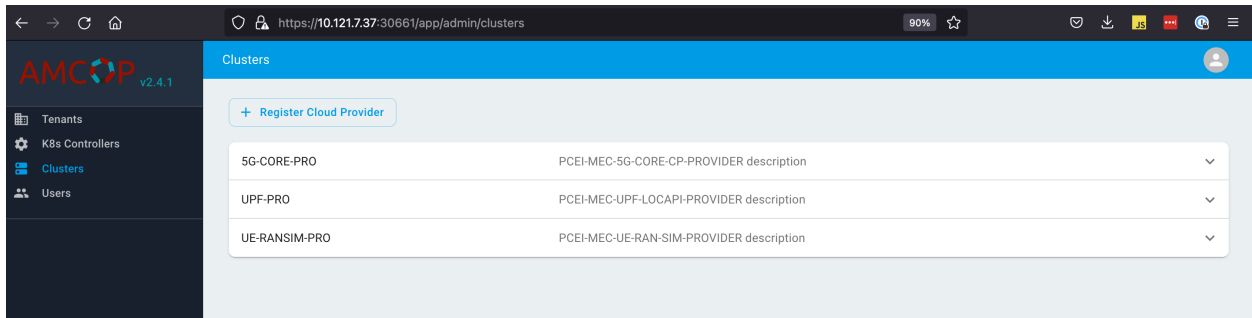 https://10.121.7.37:30661/app/admin/clusters 90% JS
AMCOP v2.4.1
Clusters
Tenants
K8s Controllers
Clusters
Users
+ Register Cloud Provider
5G-CORE-PRO PCEI-MEC-5G-CORE-CP-PROVIDER description
UPF-PRO PCEI-MEC-UPF-LOCAPI-PROVIDER description
UE-RANSIM-PRO PCEI-MEC-UE-RAN-SIM-PROVIDER description